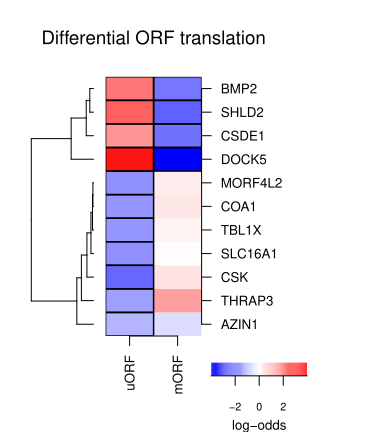 Differential ORF translation
BMP2
SHLD2
CSDE1
DOCK5
MORF4L2
COA1
TBL1X
SLC16A1
CSK
THRAP3
AZIN1
uORF
mORF
−2 0 2
log−odds